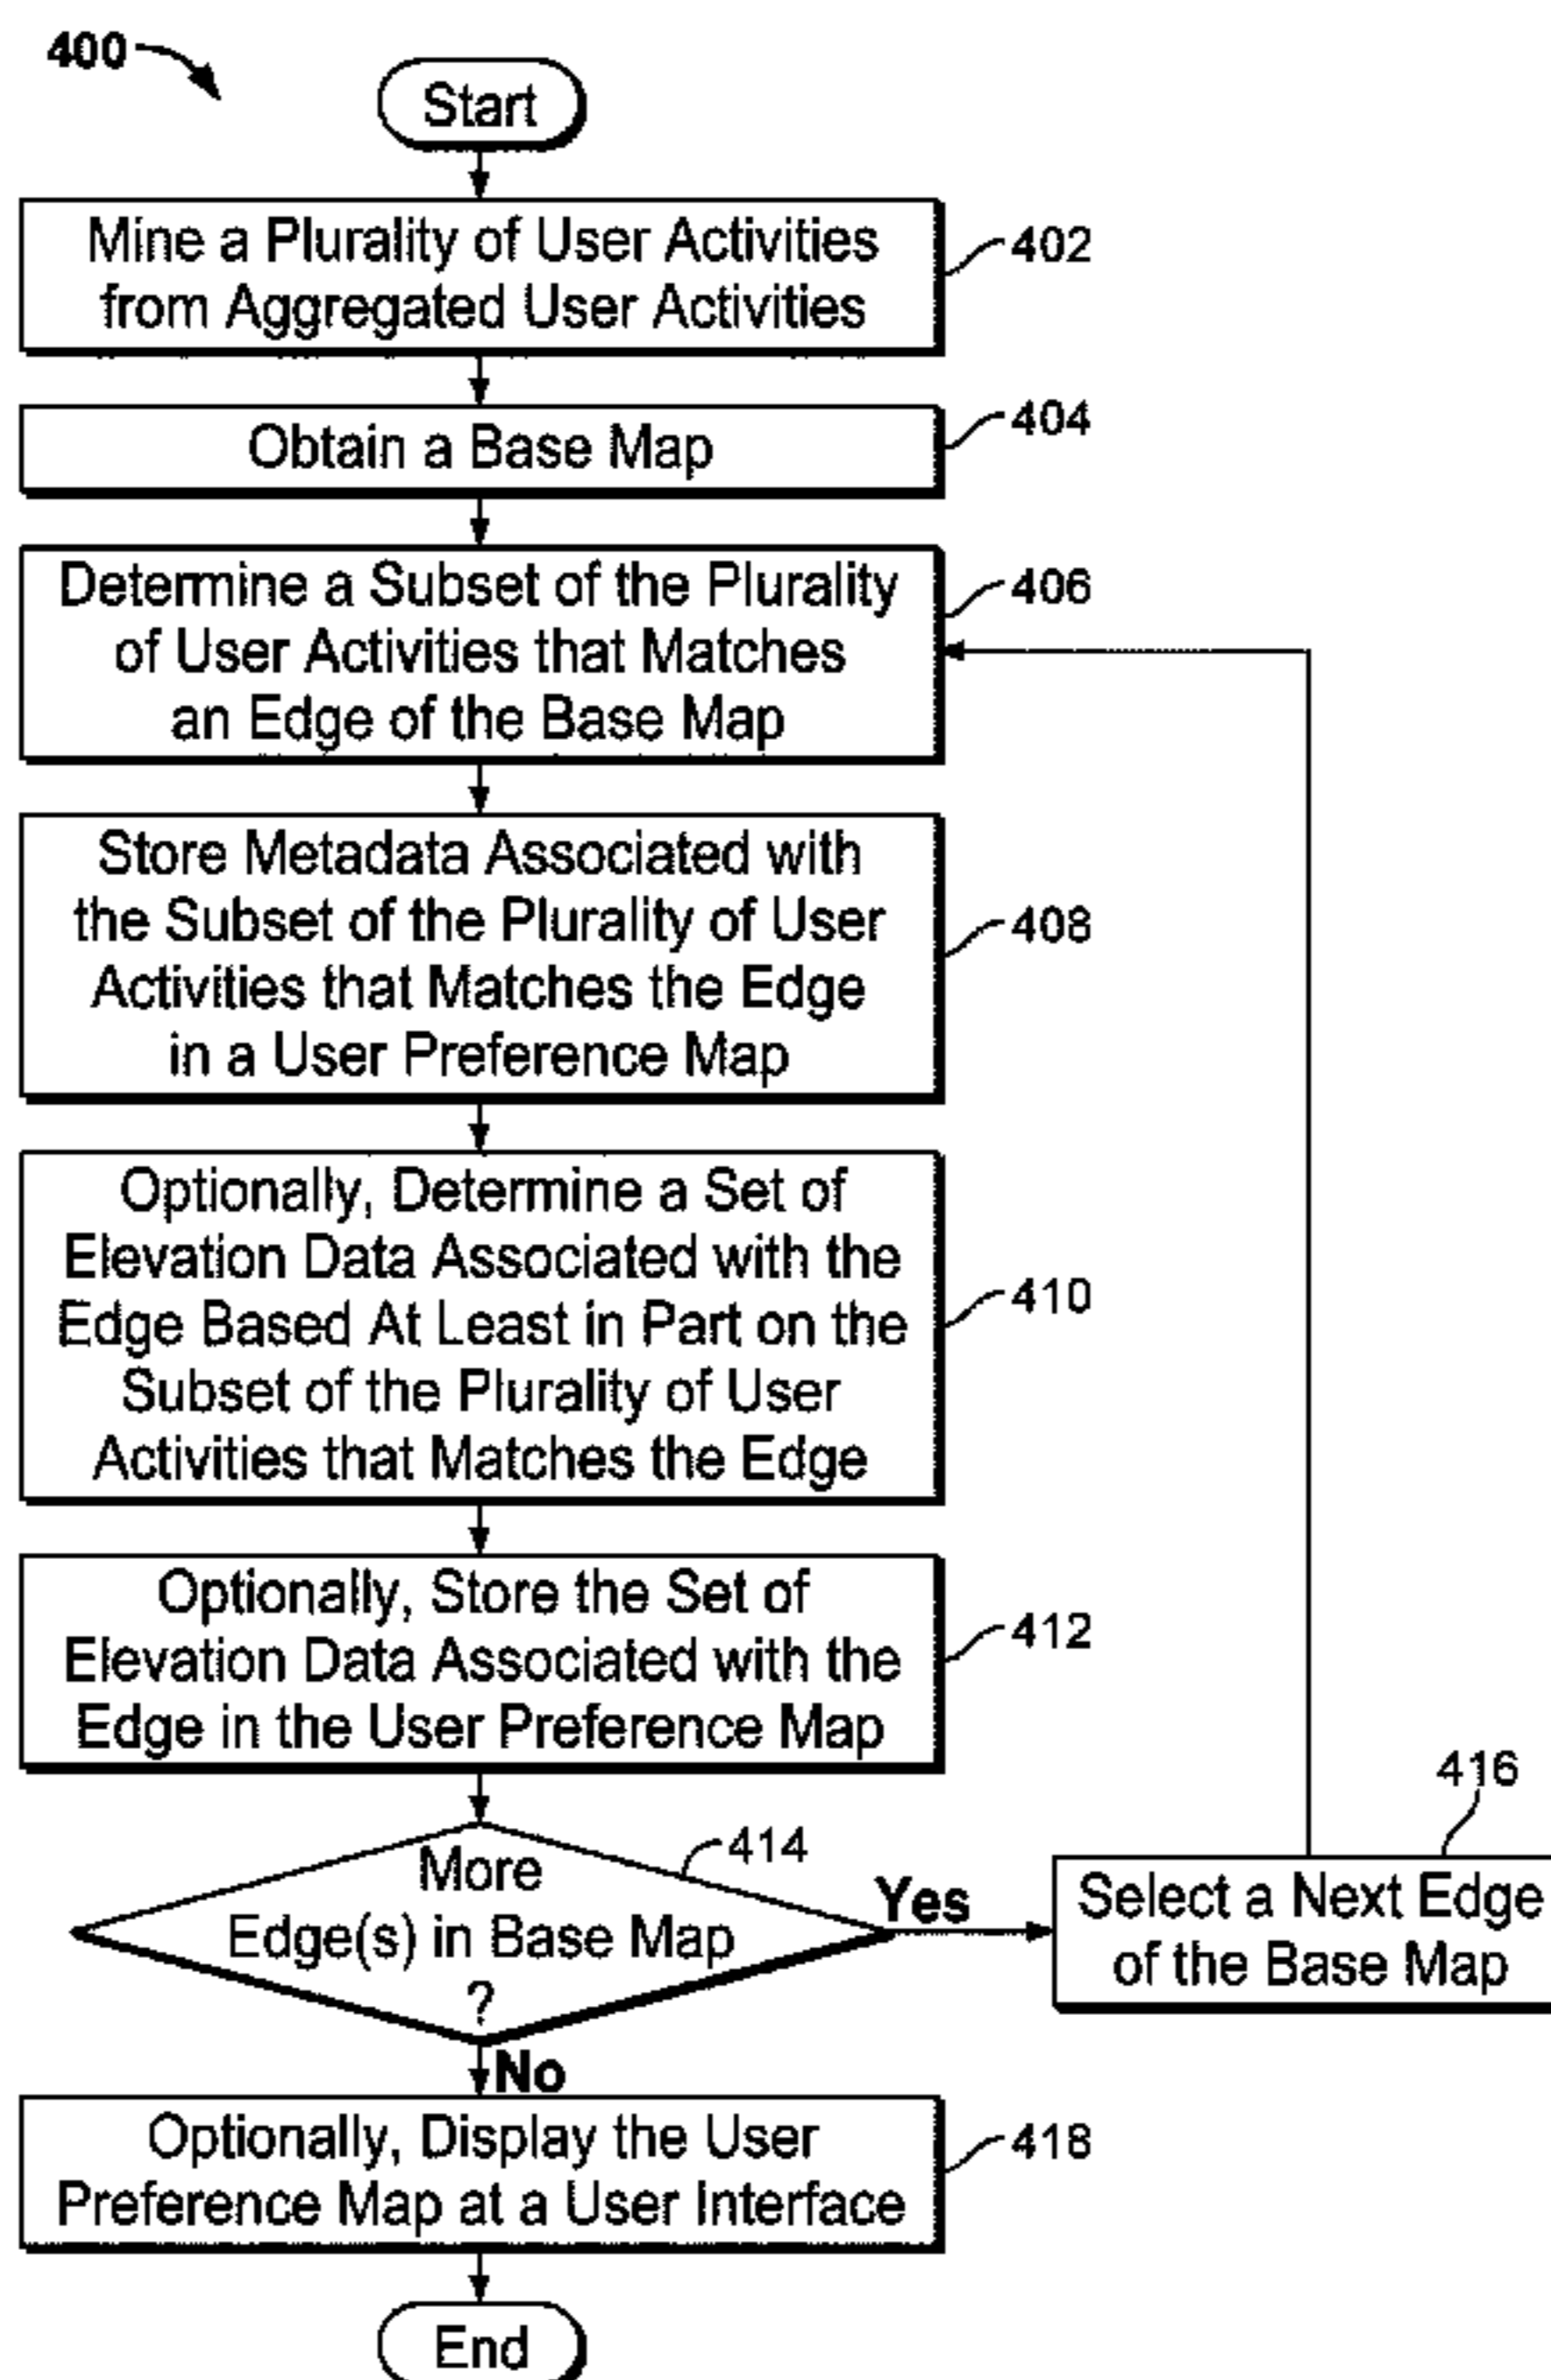 400
Start
Mine a Plurality of User Activities
from Aggregated User Activities
402
Obtain a Base Map
404
Determine a Subset of the Plurality
of User Activities that Matches
an Edge of the Base Map
406
Store Metadata Associated with
the Subset of the Plurality of User
Activities that Matches the Edge
in a User Preference Map
408
Optionally, Determine a Set of
Elevation Data Associated with the
Edge Based At Least in Part on the
Subset of the Plurality of User
Activities that Matches the Edge
410
Optionally, Store the Set of
Elevation Data Associated with the
Edge in the User Preference Map
412
More
Edge(s) in Base Map
?
414
Yes
Select a Next Edge
of the Base Map
416
No
Optionally, Display the User
Preference Map at a User Interface
418
End